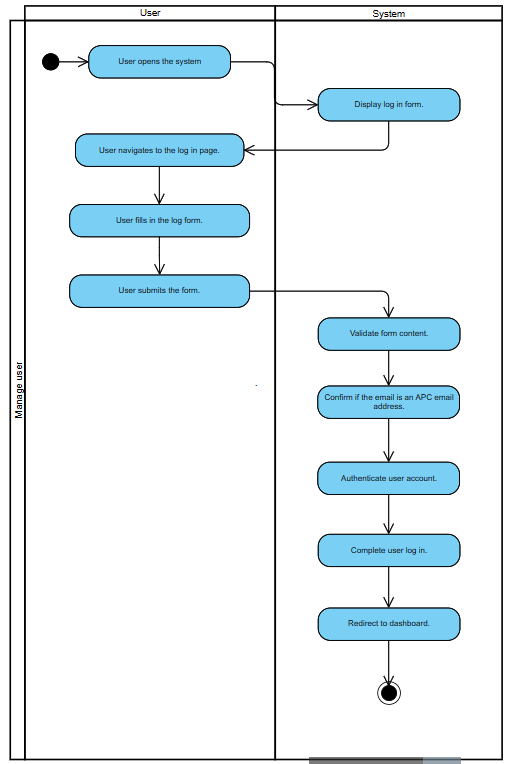 User
System
User opens the system
Display log in form.
User navigates to the log in page.
User fills in the log form.
User submits the form.
Validate form content.
Manage user
Confirm if the email is an APC email
address.
Authenticate user account.
Complete user log in.
Redirect to dashboard.